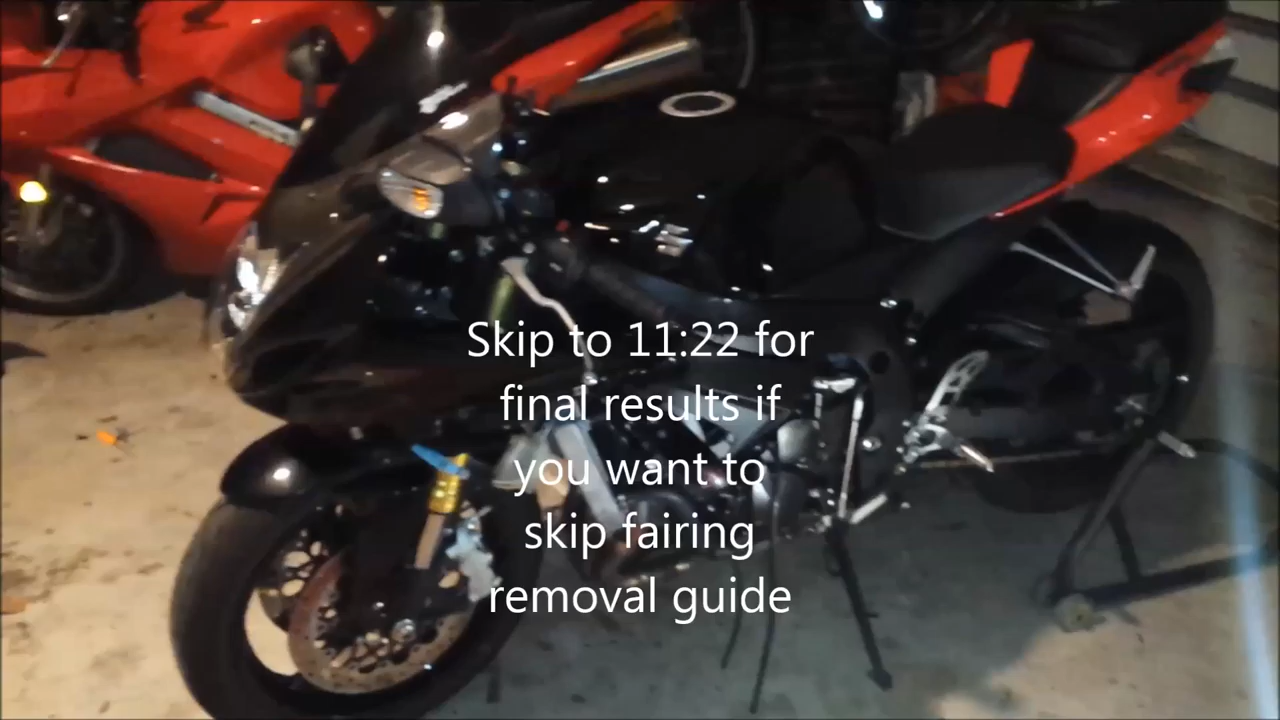 Skip to 11:22 for
final results if
you want to
skip fairing
removal guide